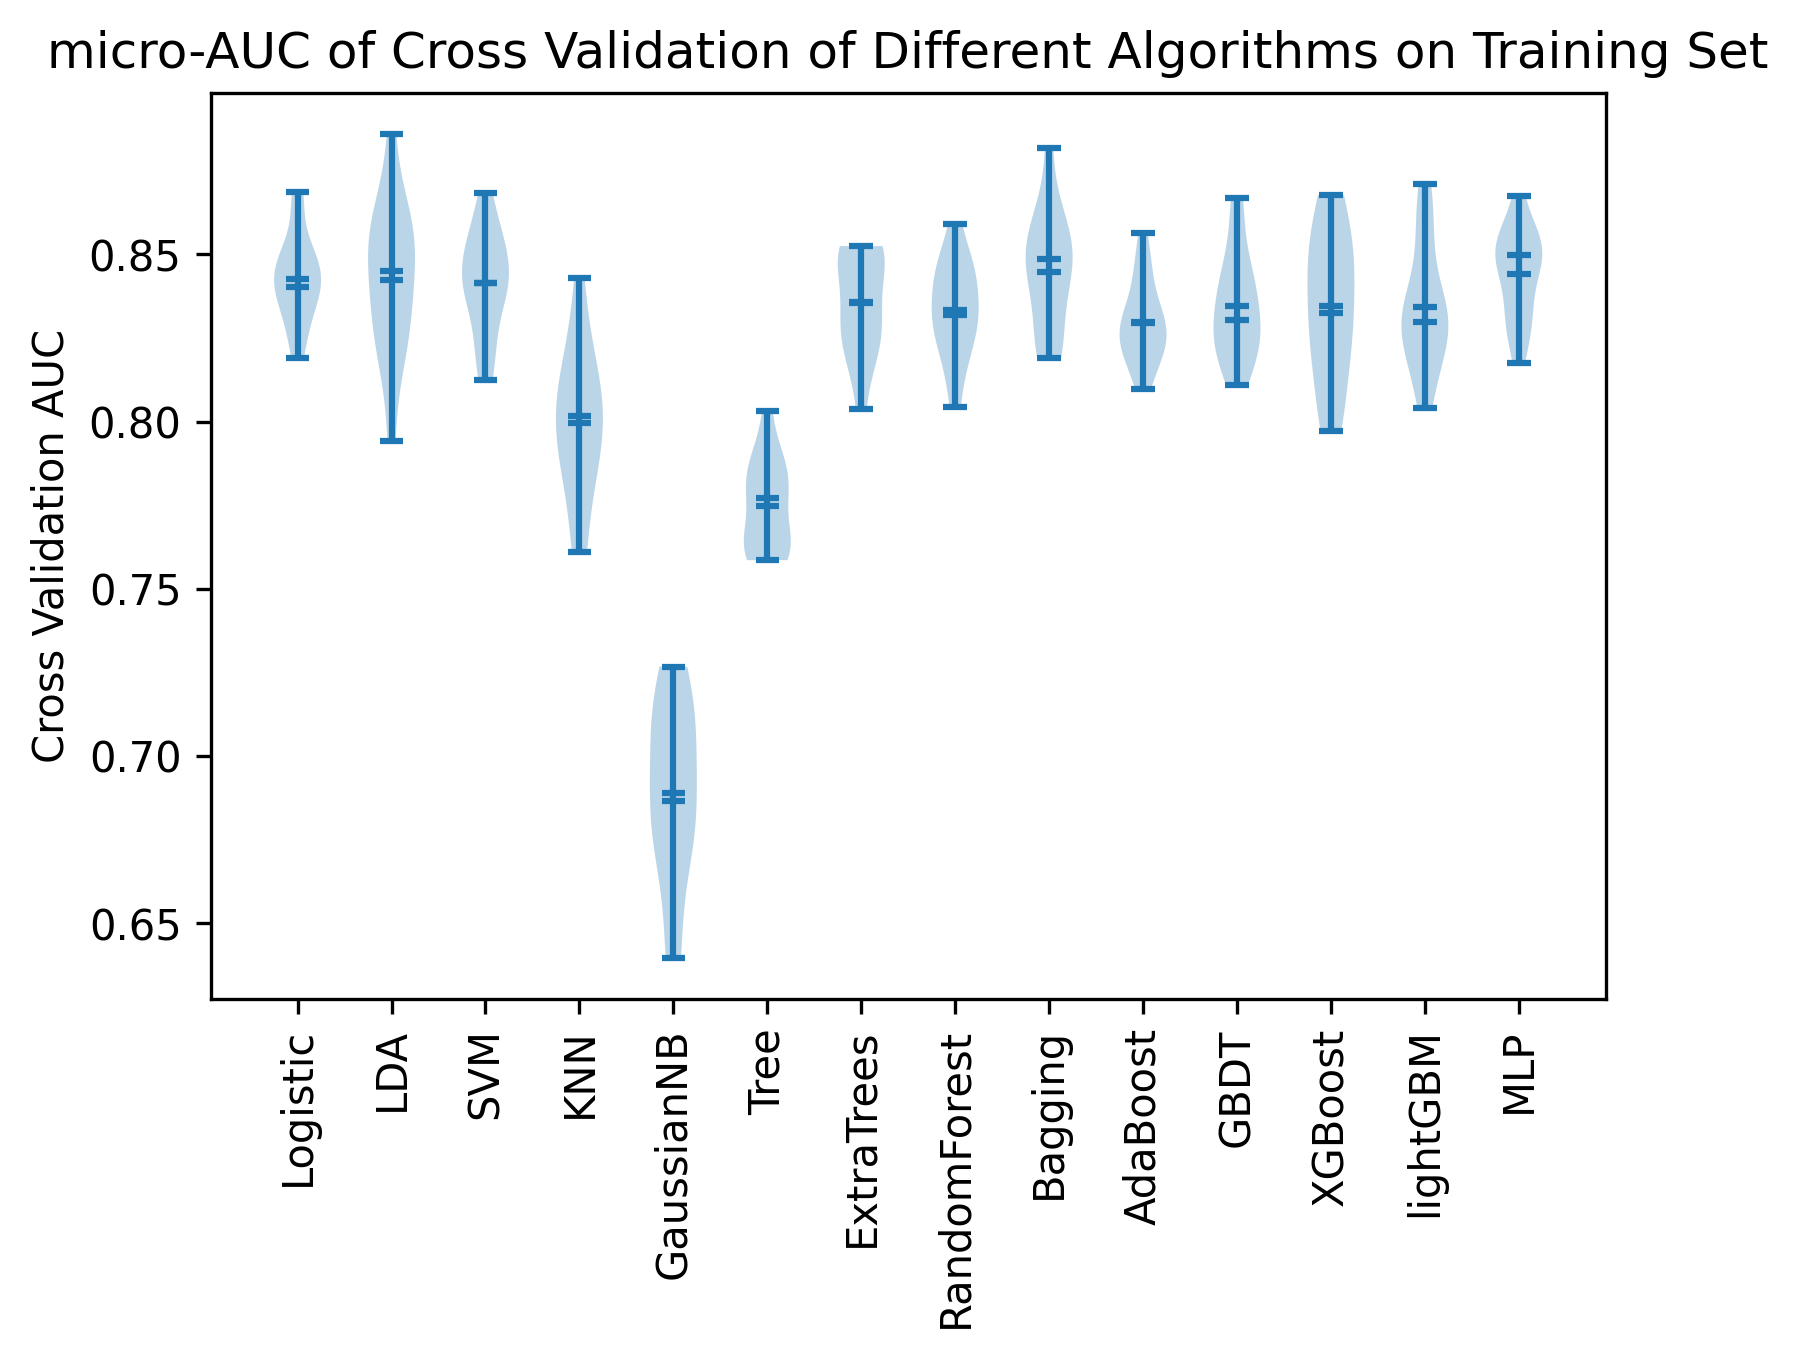 micro-AUC of Cross Validation of Different Algorithms on Training Set
Cross Validation AUC
0.85
0.80
0.75
0.70
0.65
Logistic
LDA
SVM
KNN
GaussianNB
Tree
ExtraTrees
RandomForest
Bagging
AdaBoost
GBDT
XGBoost
lightGBM
MLP